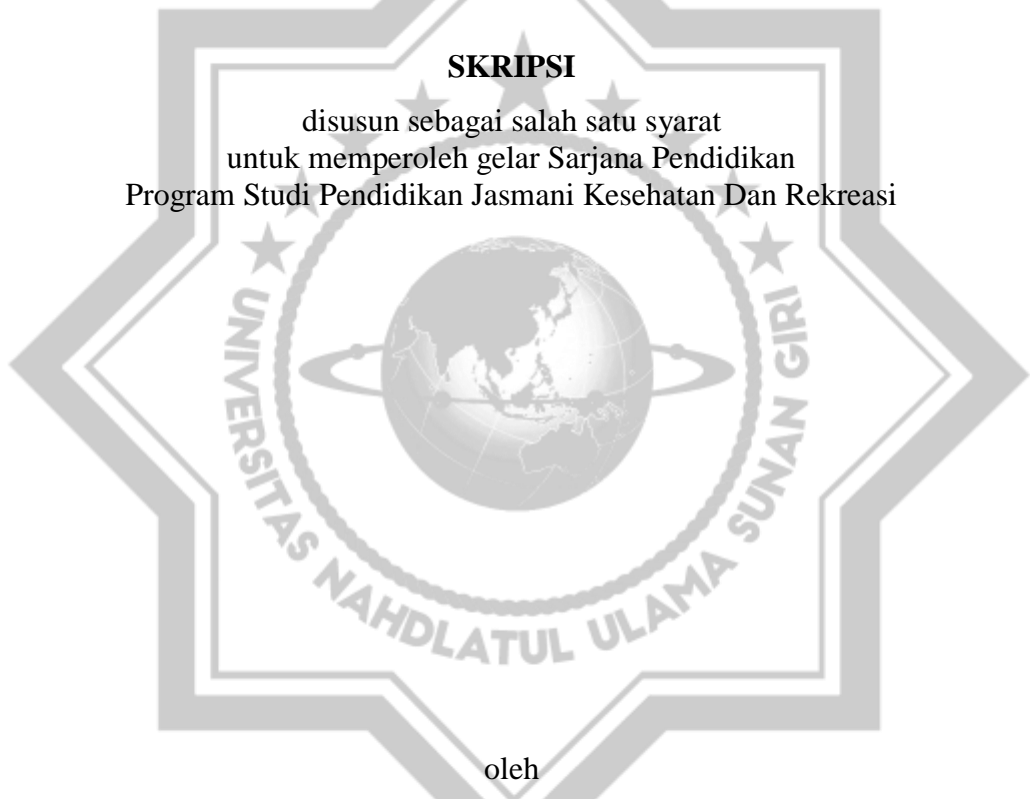 SKRIPSI
disusun sebagai salah satu syarat
untuk memperoleh gelar Sarjana Pendidikan
Program Studi Pendidikan Jasmani Kesehatan Dan Rekreasi
UNIVERSITAS NAHDLATUL ULAMA SUNAN GIRI
oleh